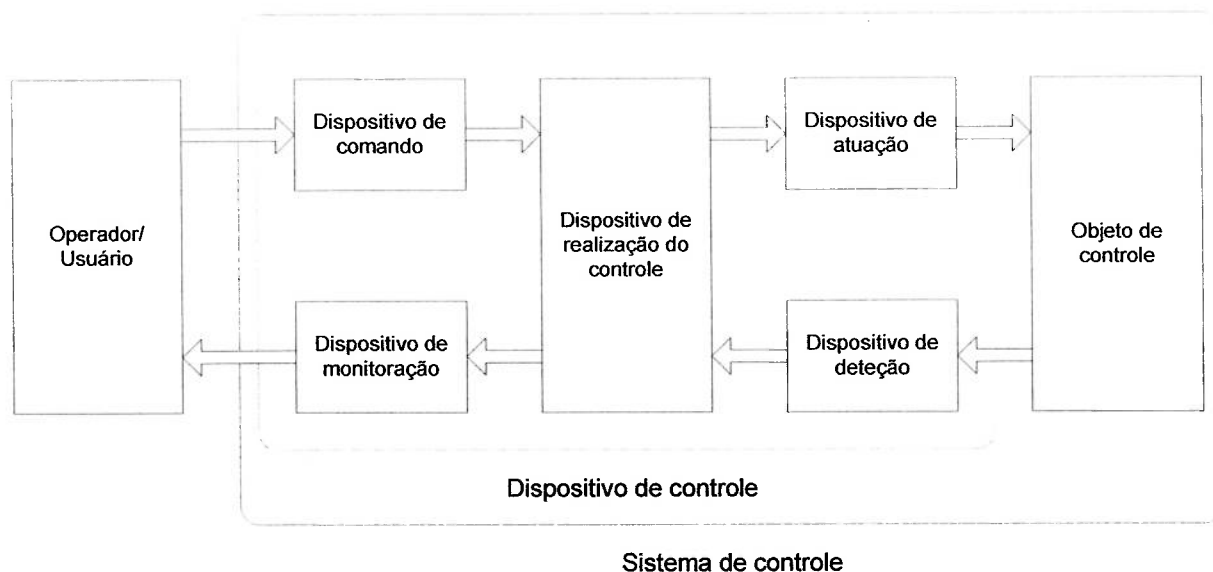 Operador/
Usuário
Dispositivo de
comando
Dispositivo de
monitoração
Dispositivo de
realização do
controle
Dispositivo de
atuação
Dispositivo de
deteção
Objeto de
controle
Dispositivo de controle
Sistema de controle